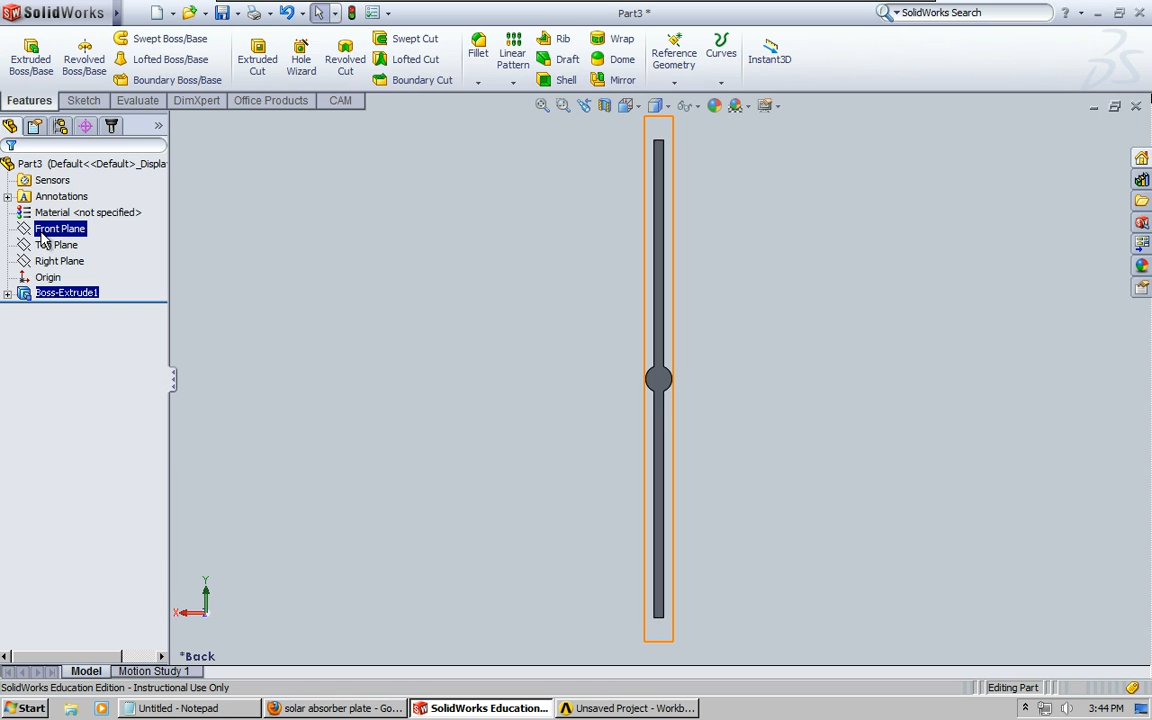 SolidWorks
Part3 *
SolidWorks Search
Extruded Boss/Base
Revolved Boss/Base
Swept Boss/Base
Lofted Boss/Base
Boundary Boss/Base
Extruded Cut
Hole Wizard
Revolved Cut
Swept Cut
Lofted Cut
Boundary Cut
Fillet
Linear Pattern
Rib
Draft
Shell
Wrap
Dome
Mirror
Reference Geometry
Curves
Instant3D
Features
Sketch
Evaluate
DimXpert
Office Products
CAM
Part3 (Default<<Default>_Displa
Sensors
Annotations
Material <not specified>
Front Plane
Top Plane
Right Plane
Origin
Boss-Extrude1
Y
X
*Back
Model
Motion Study 1
SolidWorks Education Edition - Instructional Use Only
Editing Part
Start
Untitled - Notepad
solar absorber plate - Go...
SolidWorks Education...
Unsaved Project - Workb...
3:44 PM